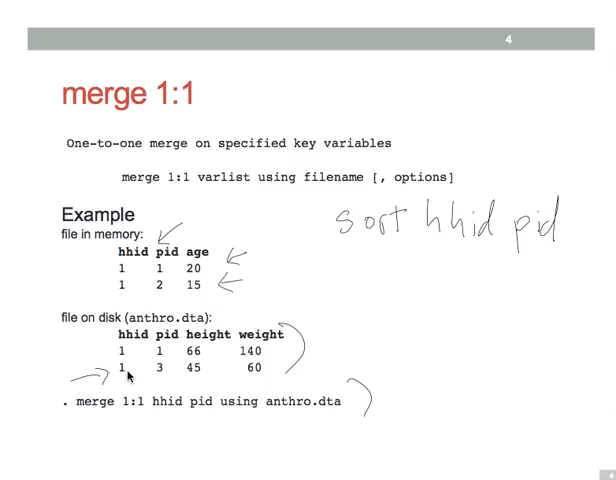 4
merge 1:1
One-to-one merge on specified key variables
merge 1:1 varlist using filename [, options]
Example
sort hhid pid
file in memory:
hhid pid age
1 1 20
1 2 15
file on disk (anthro.dta):
hhid pid height weight
1 1 66 140
1 3 45 60
. merge 1:1 hhid pid using anthro.dta
4